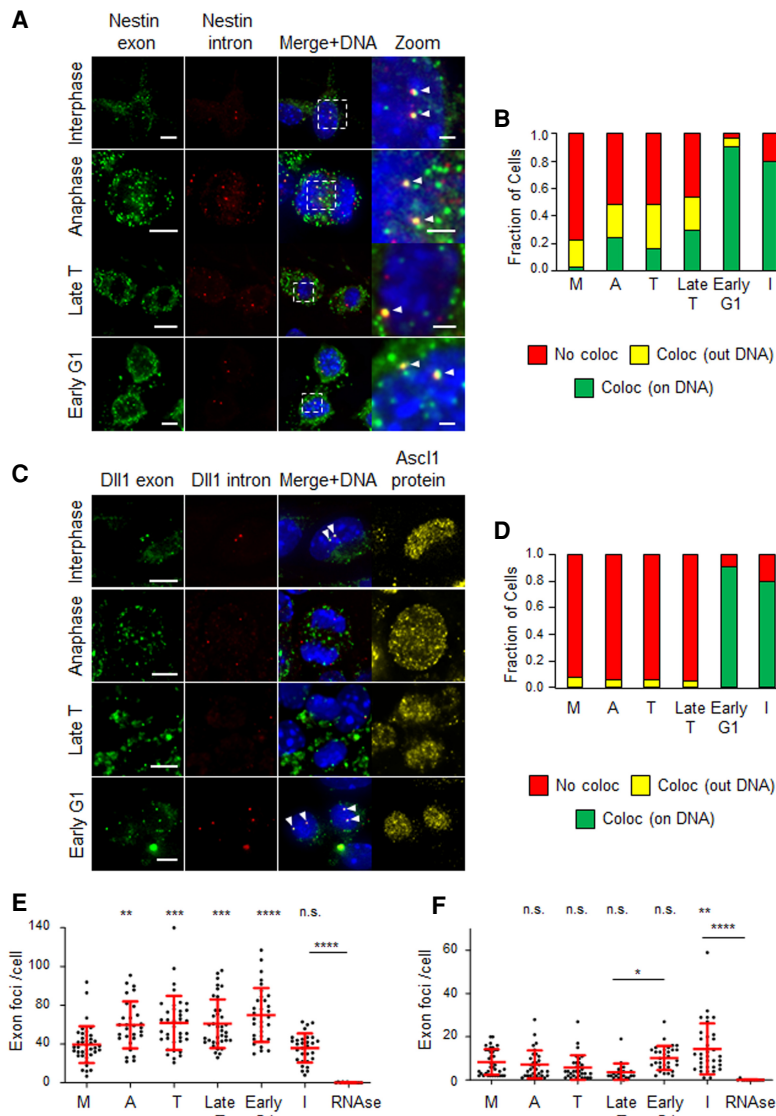 A
Nestin exon
Nestin intron
Merge+DNA
Zoom
Interphase
Anaphase
Late T
Early G1
B
Fraction of Cells
1.0
0.8
0.6
0.4
0.2
0.0
M A T Late T Early G1 I
No coloc Coloc (out DNA)
Coloc (on DNA)
C
Dll1 exon Dll1 intron Merge+DNA Ascl1 protein
Interphase
Anaphase
Late T
Early G1
D
Fraction of Cells
1.0
0.8
0.6
0.4
0.2
0.0
M A T Late T Early G1 I
No coloc Coloc (out DNA)
Coloc (on DNA)
E
Exon foci /cell
140
100
80
60
40
0
** *** *** **** n.s.
****
M A T Late Early I RNAse
F
Exon foci /cell
60
40
20
0
n.s. n.s. n.s. n.s. **
****
*
M A T Late Early I RNAse